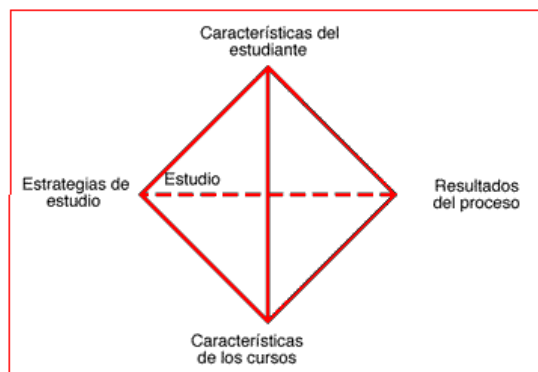 Características del
estudiante
Estudio
Estrategias de
estudio
Resultados
del proceso
Características
de los cursos